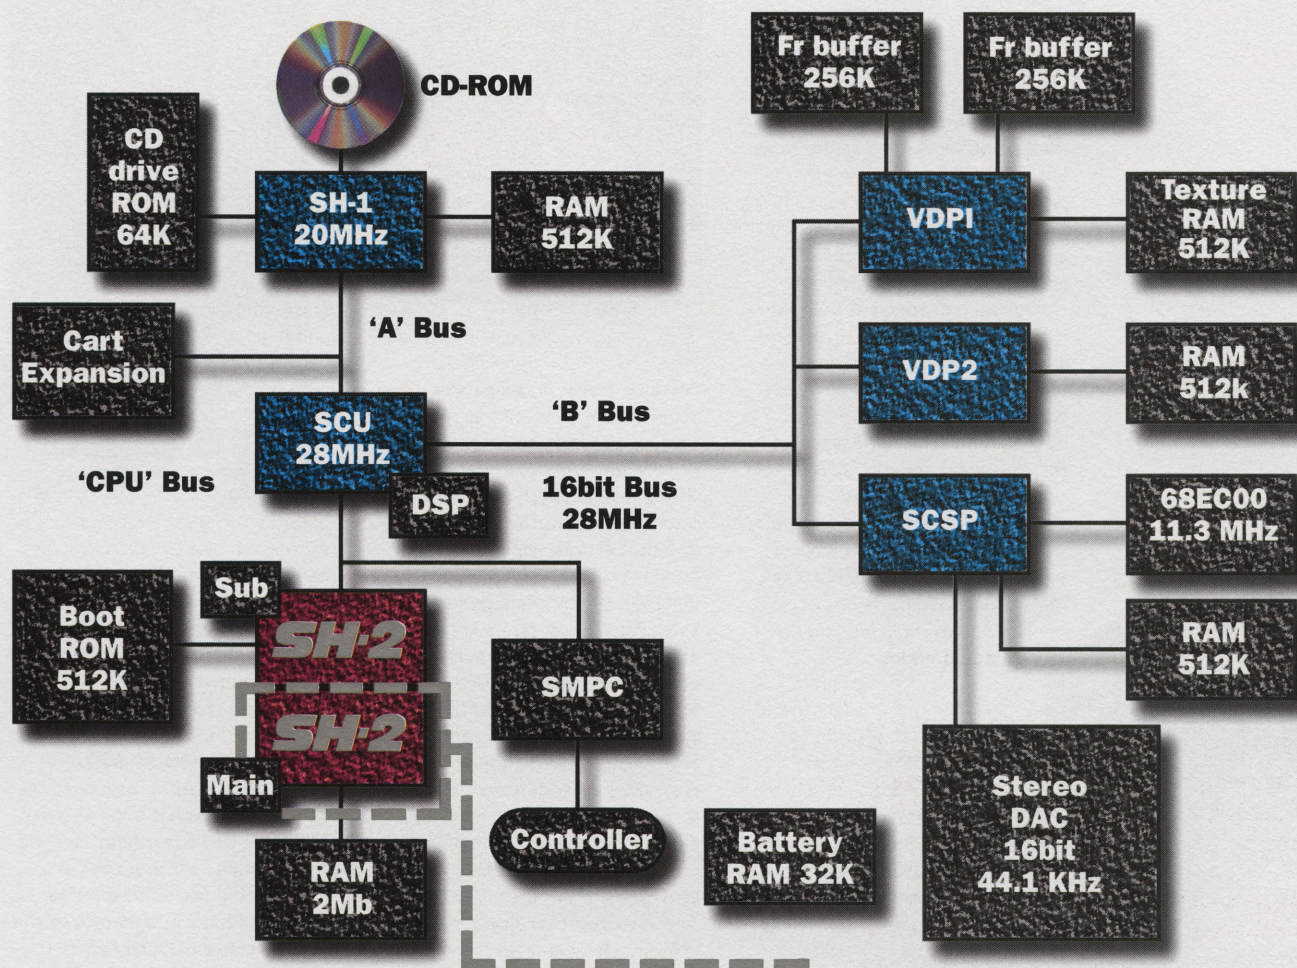 CD-ROM
CD
drive
ROM
64K
SH-1
20MHz
RAM
512K
'A' Bus
Cart
Expansion
SCU
28MHz
DSP
'CPU' Bus
'B' Bus
16bit Bus
28MHz
Fr buffer
256K
Fr buffer
256K
VDPI
Texture
RAM
512K
VDP2
RAM
512k
SCSP
68EC00
11.3 MHz
RAM
512K
Sub
Boot
ROM
512K
SH-2
SH-2
Main
RAM
2Mb
SMPC
Controller
Battery
RAM 32K
Stereo
DAC
16bit
44.1 KHz